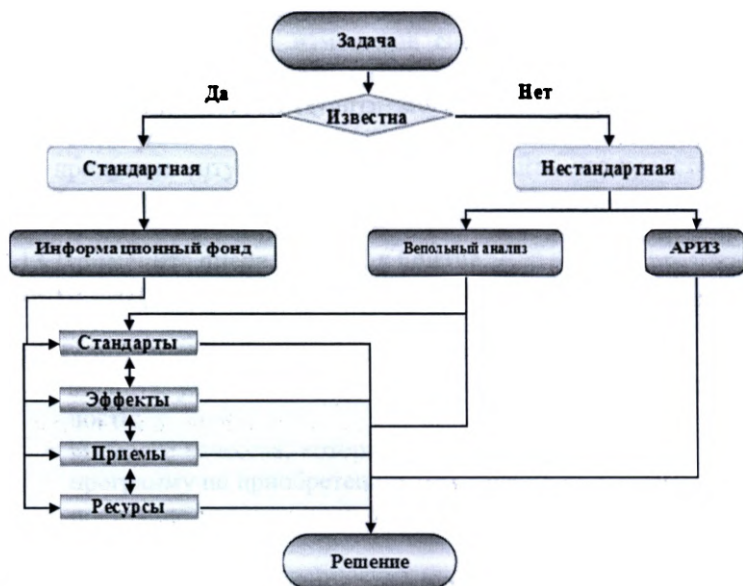 Задача
Да
Нет
Известна
Стандартная
Нестандартная
Информационный фонд
Вепольный анализ
АРИЗ
Стандарты
Эффекты
Приемы
Ресурсы
Решение